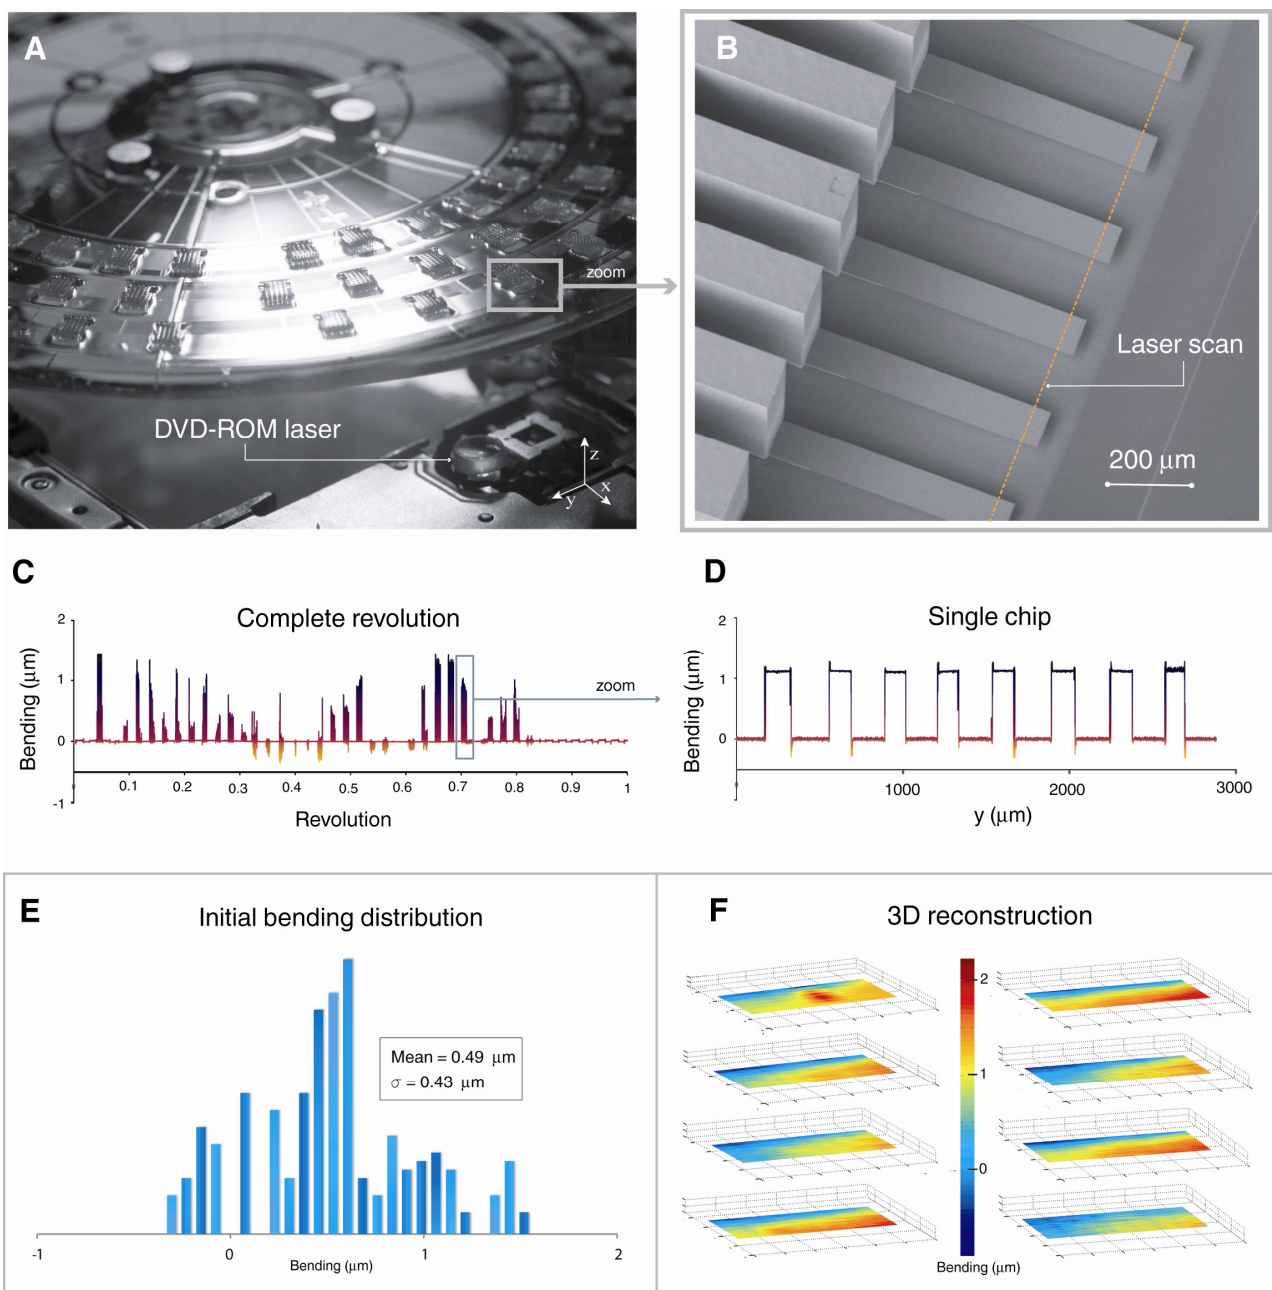 A
B
zoom
Laser scan
DVD-ROM laser
z
x
y
200 μm
C
D
Complete revolution
Single chip
Bending (μm)
2
1
0
-1
0.1 0.2 0.3 0.4 0.5 0.6 0.7 0.8 0.9 1
Revolution
zoom
Bending (μm)
2
1
0
1000 2000 3000
y (μm)
E
Initial bending distribution
Mean = 0.49 μm
σ = 0.43 μm
-1 0 1 2
Bending (μm)
F
3D reconstruction
2
1
0
Bending (μm)